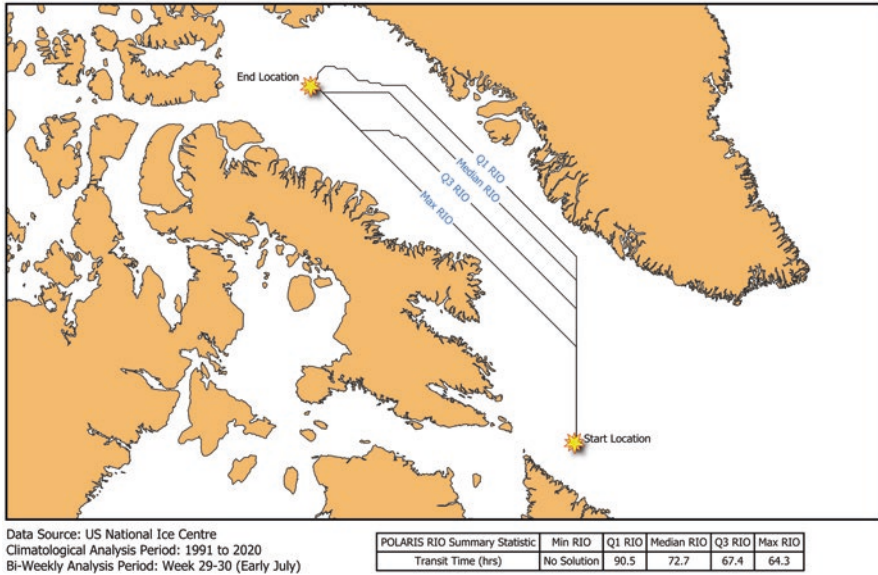 End Location
Q1 RIO
Median RIO
Q3 RIO
Max RIO
Start Location
Data Source: US National Ice Centre
Climatological Analysis Period: 1991 to 2020
Bi-Weekly Analysis Period: Week 29-30 (Early July)
POLARIS RIO Summary Statistic Min RIO Q1 RIO Median RIO Q3 RIO Max RIO
Transit Time (hrs) No Solution 90.5 72.7 67.4 64.3